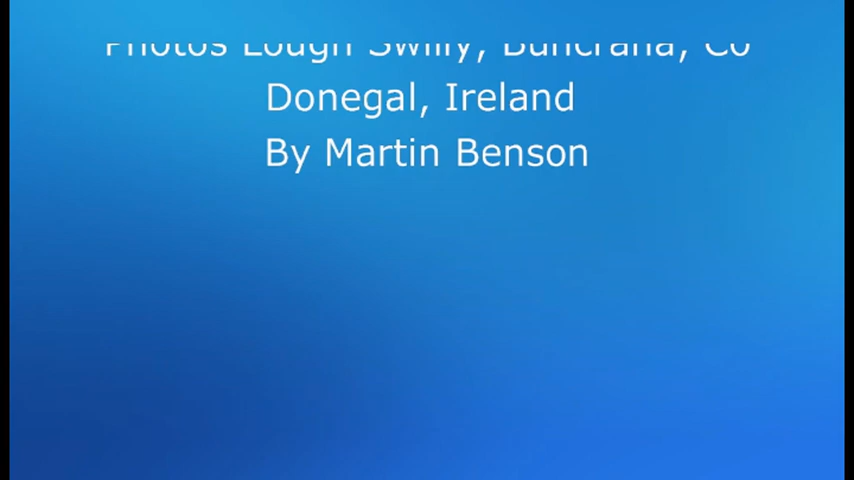 Photos Lough Swilly, Buncrana, Co
Donegal, Ireland
By Martin Benson